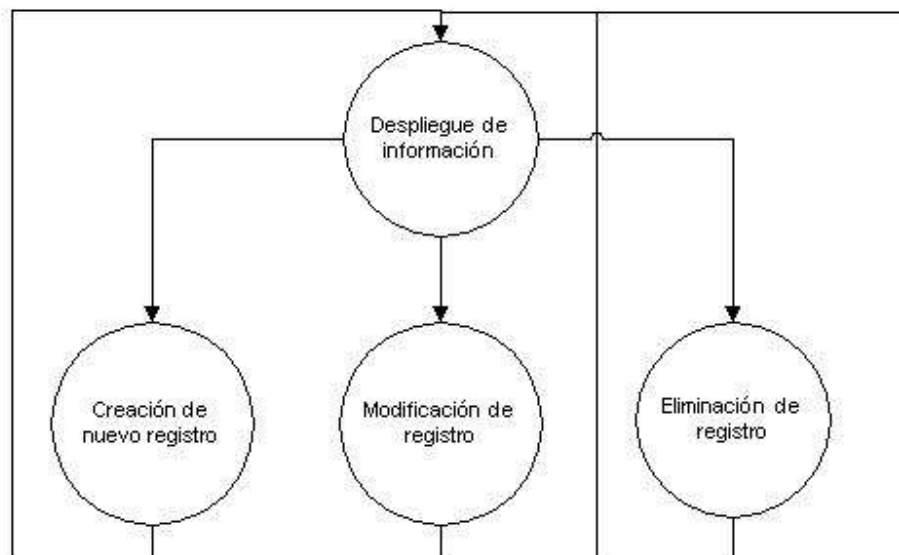 Despliegue de
información
Creación de
nuevo registro
Modificación de
registro
Eliminación de
registro